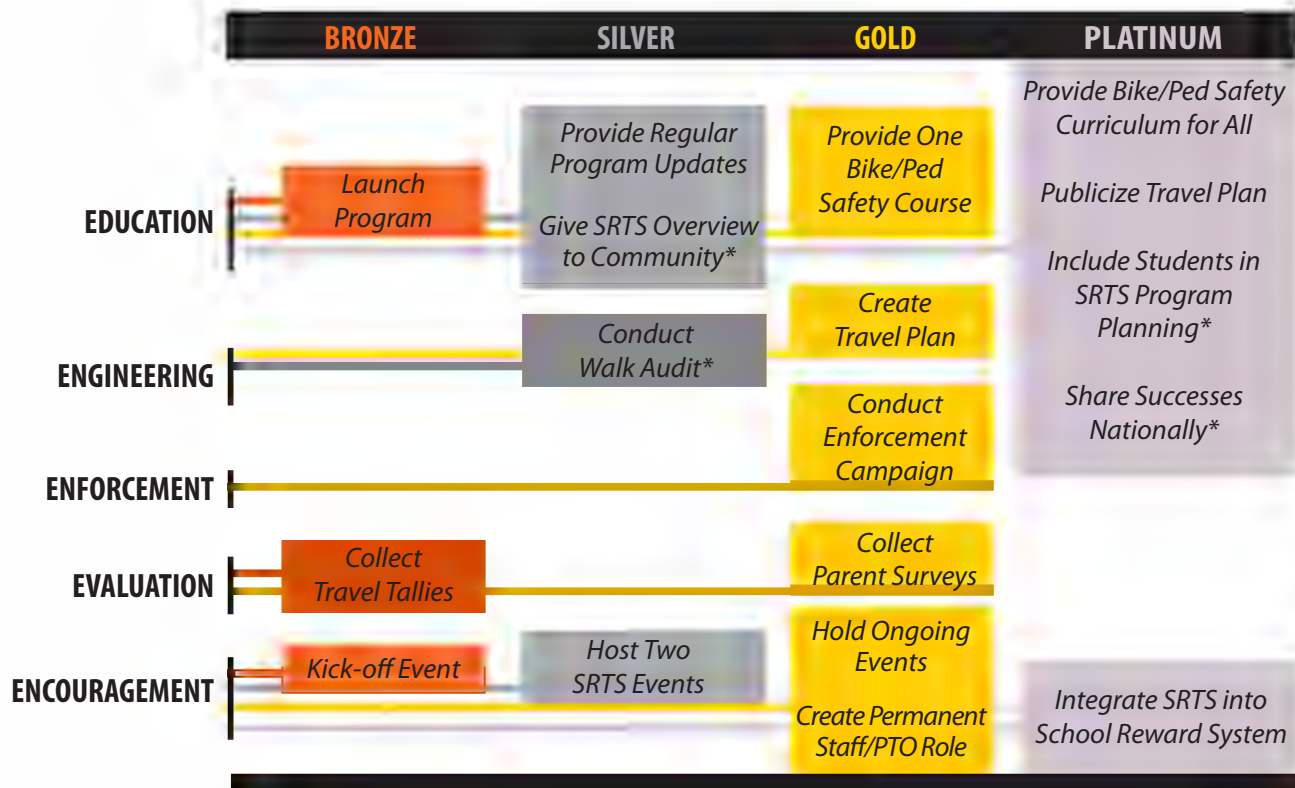 BRONZE SILVER GOLD PLATINUM
EDUCATION
Launch
Program
Provide Regular
Program Updates
Give SRTS Overview
to Community*
Provide One
Bike/Ped
Safety Course
Provide Bike/Ped Safety
Curriculum for All
Publicize Travel Plan
Include Students in
SRTS Program
Planning*
Share Successes
Nationally*
ENGINEERING
Conduct
Walk Audit*
Create
Travel Plan
ENFORCEMENT
Conduct
Enforcement
Campaign
EVALUATION
Collect
Travel Tallies
Collect
Parent Surveys
ENCOURAGEMENT
Kick-off Event
Host Two
SRTS Events
Hold Ongoing
Events
Create Permanent
Staff/PTO Role
Integrate SRTS into
School Reward System